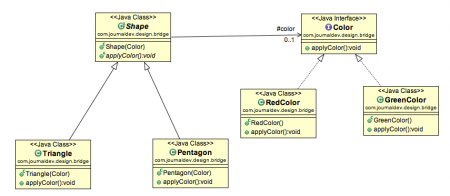 <<Java Class>>
Shape
com.journaldev.design.bridge
Shape(Color)
applyColor():void
#color
0..1
<<Java Interface>>
Color
com.journaldev.design.bridge
applyColor():void
<<Java Class>>
RedColor
com.journaldev.design.bridge
RedColor()
applyColor():void
<<Java Class>>
GreenColor
com.journaldev.design.bridge
GreenColor()
applyColor():void
<<Java Class>>
Triangle
com.journaldev.design.bridge
Triangle(Color)
applyColor():void
<<Java Class>>
Pentagon
com.journaldev.design.bridge
Pentagon(Color)
applyColor():void